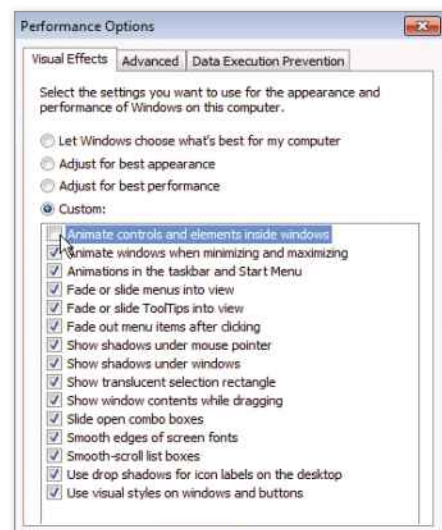 Performance Options
Visual Effects Advanced Data Execution Prevention
Select the settings you want to use for the appearance and
performance of Windows on this computer.
Let Windows choose what's best for my computer
Adjust for best appearance
Adjust for best performance
Custom:
Animate controls and elements inside windows
Animate windows when minimizing and maximizing
Animations in the taskbar and Start Menu
Fade or slide menus into view
Fade or slide ToolTips into view
Fade out menu items after clicking
Show shadows under mouse pointer
Show shadows under windows
Show translucent selection rectangle
Show window contents while dragging
Slide open combo boxes
Smooth edges of screen fonts
Smooth-scroll list boxes
Use drop shadows for icon labels on the desktop
Use visual styles on windows and buttons